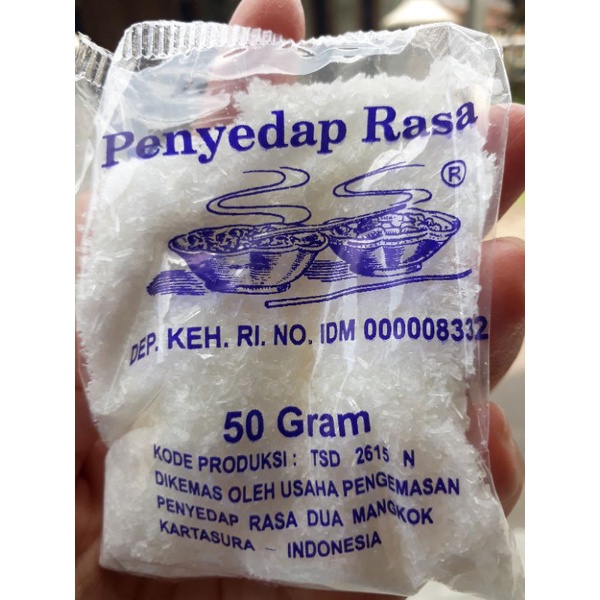 Penyedap Rasa
®
DEP. KEH. RI. NO. IDM 000008332
50 Gram
KODE PRODUKSI : TSD 2615 N
DIKEMAS OLEH USAHA PENGEMASAN
PENYEDAP RASA DUA MANGKOK
KARTASURA - INDONESIA